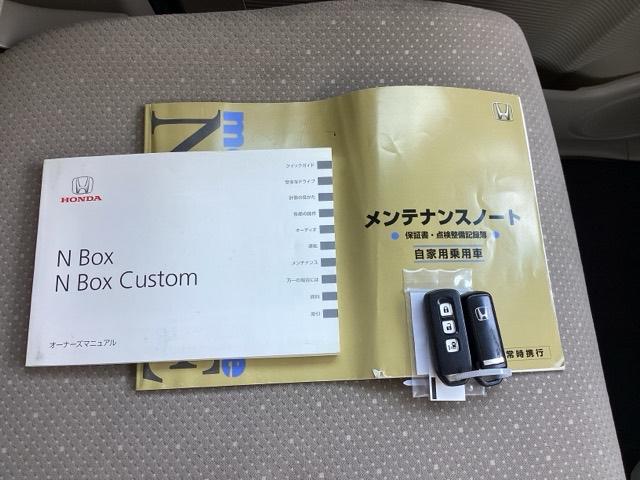 HONDA
N Box
N Box Custom
オーナーズマニュアル
クイックガイド
安全なドライブ
計器の見かた
各部の操作
オーディオ
運転
メンテナンス
万一の場合には
資料
索引
メンテナンスノート
保証書・点検整備記録簿
自家用乗用車
常時携行